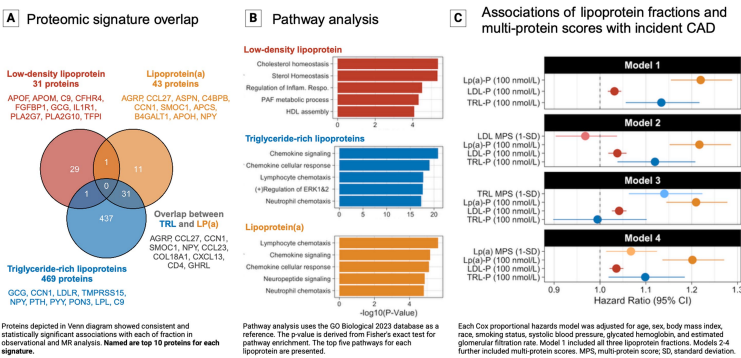 A Proteomic signature overlap
Low-density lipoprotein
31 proteins
APOF, APOM, C9, CFHR4,
FGFBP1, GCG, IL1R1,
PLA2G7, PLA2G10, TFPI
Lipoprotein(a)
43 proteins
AGRP, CCL27, ASPN, C4BPB,
CCN1, SMOC1, APCS,
B4GALT1, APOH, NPY
29
1
11
1
0
31
437
Overlap between
TRL and LP(a)
AGRP, CCL27, CCN1,
SMOC1, NPY, CCL23,
COL18A1, CXCL13,
CD4, GHRL
Triglyceride-rich lipoproteins
469 proteins
GCG, CCN1, LDLR, TMPRSS15,
NPY, PTH, PYY, PON3, LPL, C9
Proteins depicted in Venn diagram showed consistent and
statistically significant associations with each of fraction in
observational and MR analysis. Named are top 10 proteins for each
signature.
B Pathway analysis
Low-density lipoprotein
Cholesterol homeostasis
Sterol Homeostasis
Regulation of Inflam. Respo.
PAF metabolic process
HDL assembly
0 2 4
Triglyceride-rich lipoproteins
Chemokine signaling
Chemokine cellular response
Lymphocyte chemotaxis
(+)Regulation of ERK1&2
Neutrophil chemotaxis
0 5 10 15 20
Lipoprotein(a)
Lymphocyte chemotaxis
Chemokine signaling
Chemokine cellular response
Neuropeptide signaling
Neutrophil chemotaxis
0 2 4
-log10(P-Value)
Pathway analysis uses the GO Biological 2023 database as
a reference. The p-value is derived from Fisher's exact test for
pathway enrichment. The top five pathways for
each lipoprotein are presented.
C Associations of lipoprotein fractions and
multi-protein scores with incident CAD
Model 1
Lp(a)-P (100 nmol/L)
LDL-P (100 nmol/L)
TRL-P (100 nmol/L)
Model 2
LDL MPS (1-SD)
Lp(a)-P (100 nmol/L)
LDL-P (100 nmol/L)
TRL-P (100 nmol/L)
Model 3
TRL MPS (1-SD)
Lp(a)-P (100 nmol/L)
LDL-P (100 nmol/L)
TRL-P (100 nmol/L)
Model 4
Lp(a) MPS (1-SD)
Lp(a)-P (100 nmol/L)
LDL-P (100 nmol/L)
TRL-P (100 nmol/L)
0.9 1.0 1.1 1.2 1.3
Hazard Ratio (95% CI)
Each Cox proportional hazards model was adjusted for age, sex, body mass index,
race, smoking status, systolic blood pressure, glycated hemoglobin, and estimated
glomerular filtration rate. Model 1 included all three lipoprotein fractions. Models 2-4
further included multi-protein scores. MPS, multi-protein score; SD, standard deviation.